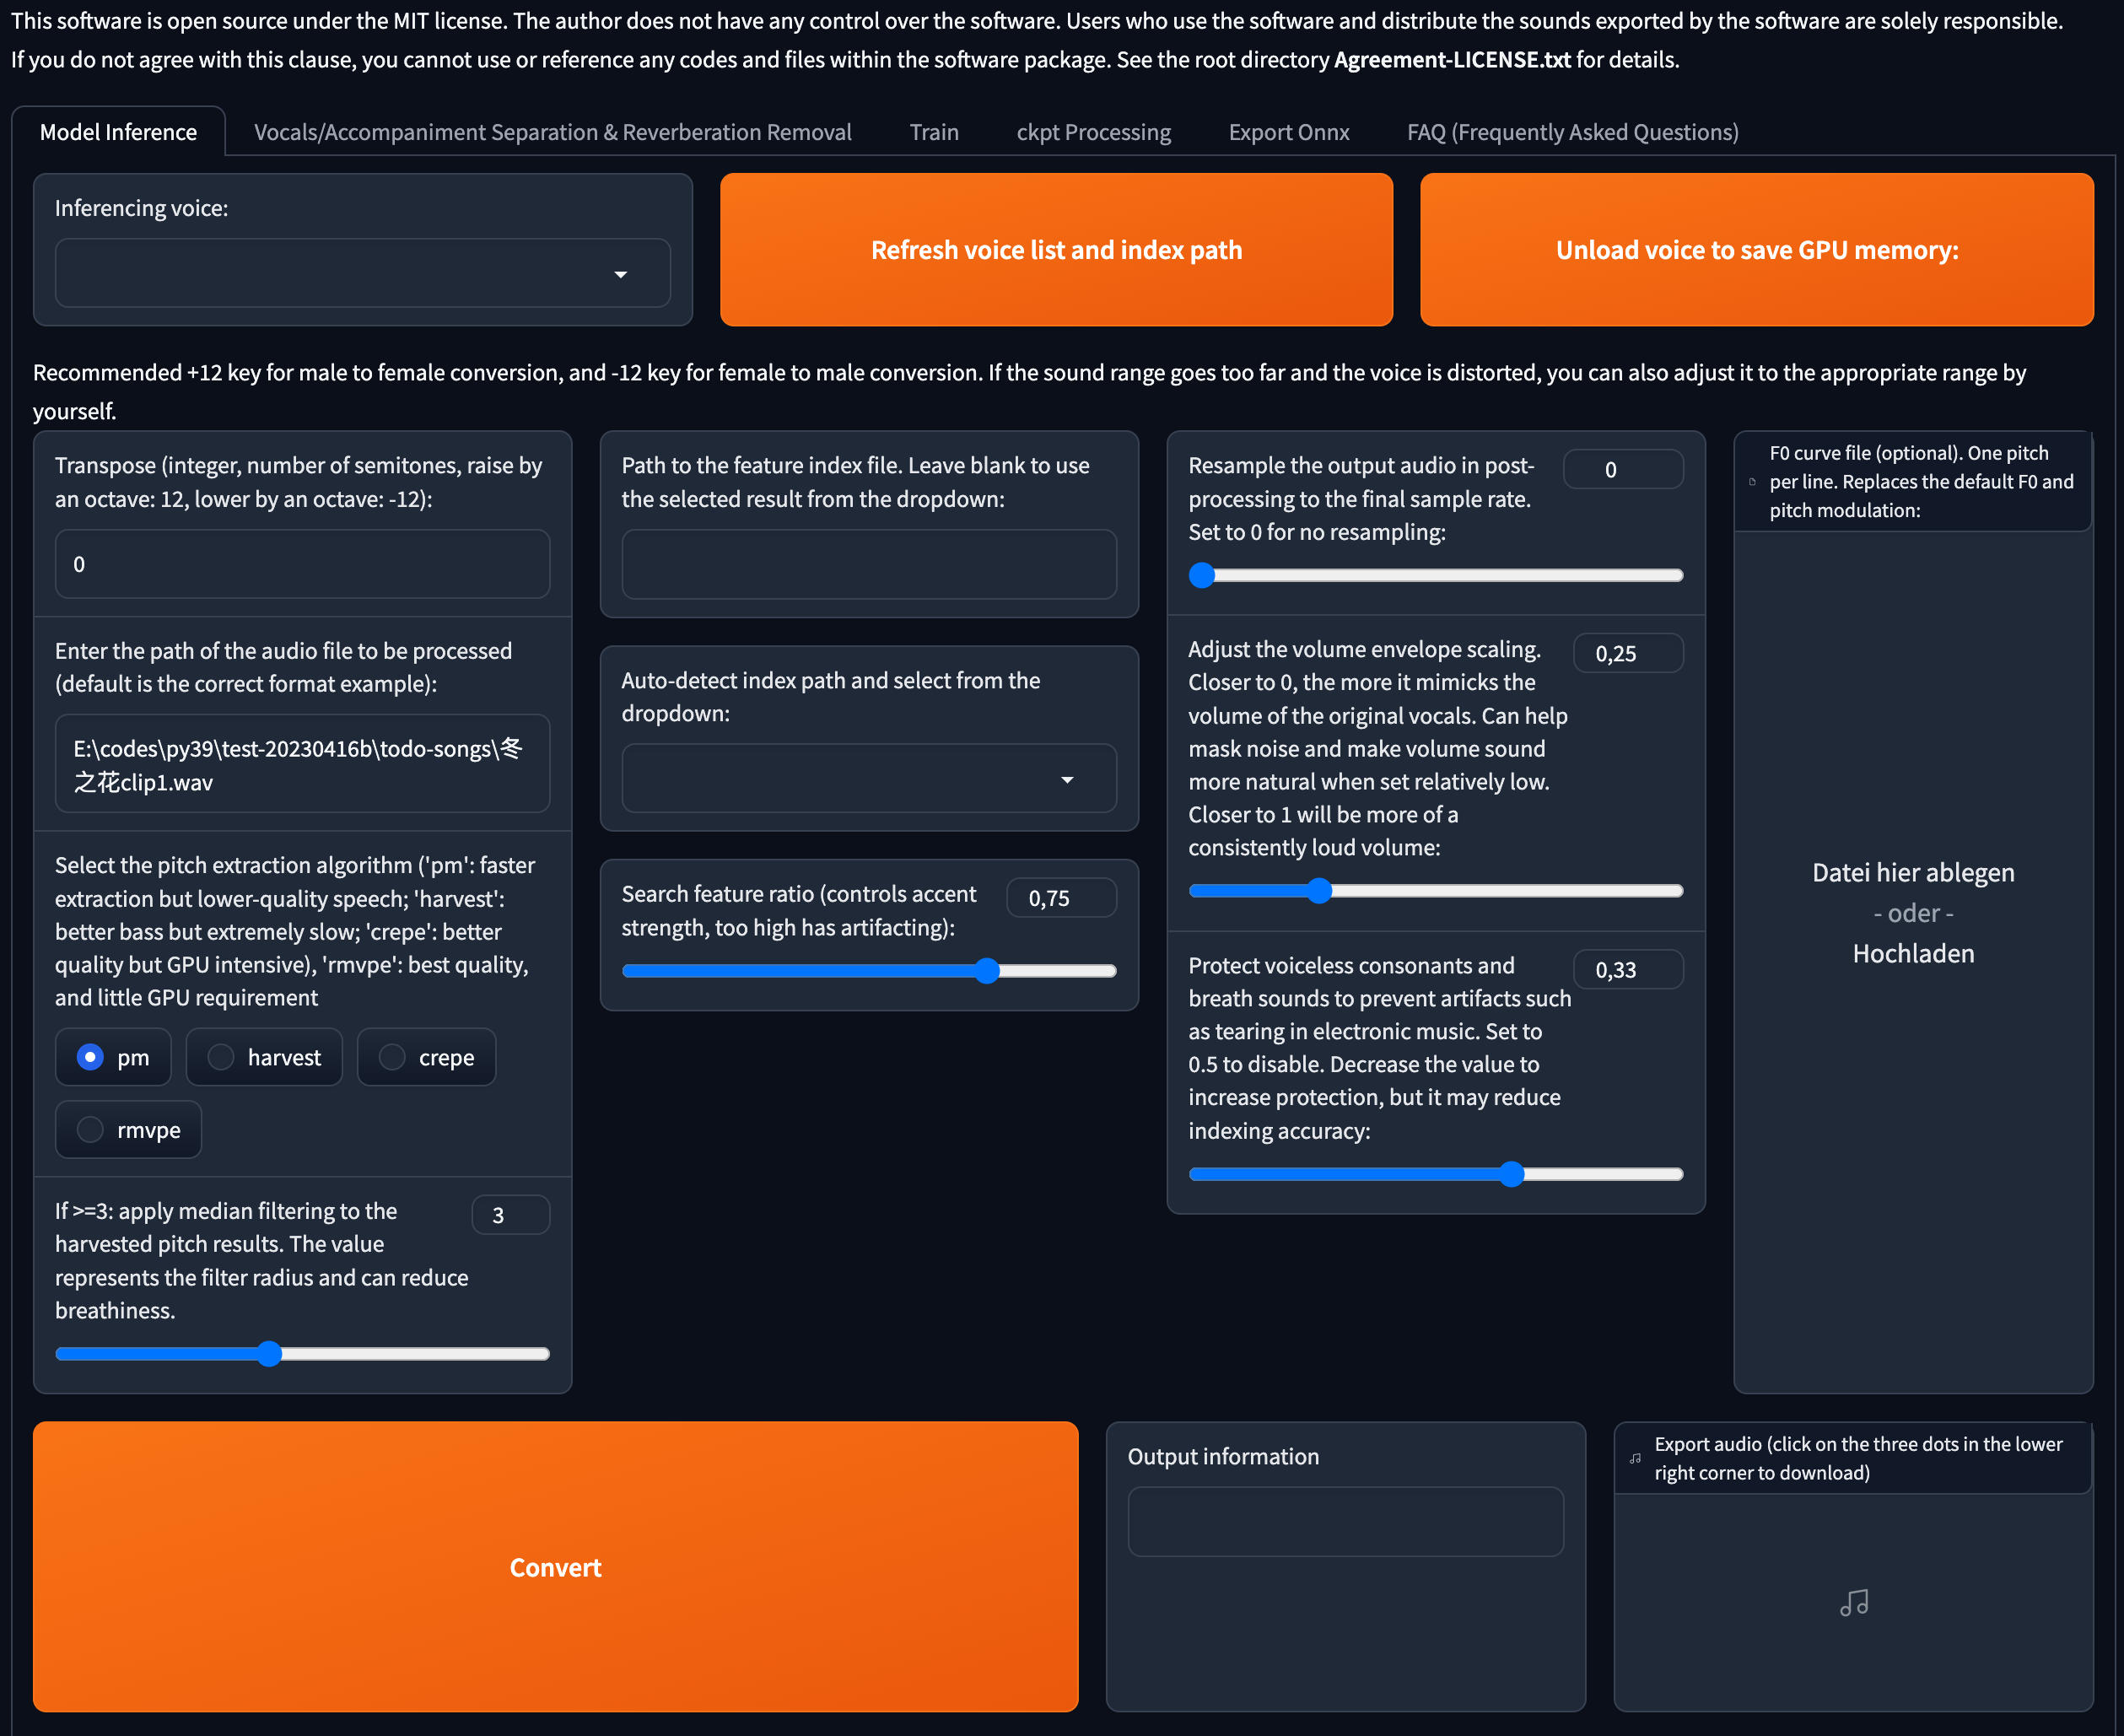 This software is open source under the MIT license. The author does not have any control over the software. Users who use the software and distribute the sounds exported by the software are solely responsible.
If you do not agree with this clause, you cannot use or reference any codes and files within the software package. See the root directory Agreement-LICENSE.txt for details.
Model Inference
Vocals/Accompaniment Separation & Reverberation Removal
Train
ckpt Processing
Export Onnx
FAQ (Frequently Asked Questions)
Inferencing voice:
Refresh voice list and index path
Unload voice to save GPU memory:
Recommended +12 key for male to female conversion, and -12 key for female to male conversion. If the sound range goes too far and the voice is distorted, you can also adjust it to the appropriate range by
yourself.
Transpose (integer, number of semitones, raise by
an octave: 12, lower by an octave: -12):
0
Enter the path of the audio file to be processed
(default is the correct format example):
E:\codes\py39\test-20230416b\todo-songs\冬
之花clip1.wav
Select the pitch extraction algorithm ('pm': faster
extraction but lower-quality speech; 'harvest':
better bass but extremely slow; 'crepe': better
quality but GPU intensive), 'rmvpe': best quality,
and little GPU requirement
pm
harvest
crepe
rmvpe
If >=3: apply median filtering to the
harvested pitch results. The value
represents the filter radius and can reduce
breathiness.
3
Path to the feature index file. Leave blank to use
the selected result from the dropdown:
Auto-detect index path and select from the
dropdown:
Search feature ratio (controls accent
strength, too high has artifacting):
0,75
Resample the output audio in post-
processing to the final sample rate.
Set to 0 for no resampling:
0
Adjust the volume envelope scaling.
Closer to 0, the more it mimicks the
volume of the original vocals. Can help
mask noise and make volume sound
more natural when set relatively low.
Closer to 1 will be more of a
consistently loud volume:
0,25
Protect voiceless consonants and
breath sounds to prevent artifacts such
as tearing in electronic music. Set to
0.5 to disable. Decrease the value to
increase protection, but it may reduce
indexing accuracy:
0,33
F0 curve file (optional). One pitch
per line. Replaces the default F0 and
pitch modulation:
Datei hier ablegen
- oder -
Hochladen
Convert
Output information
Export audio (click on the three dots in the lower
right corner to download)